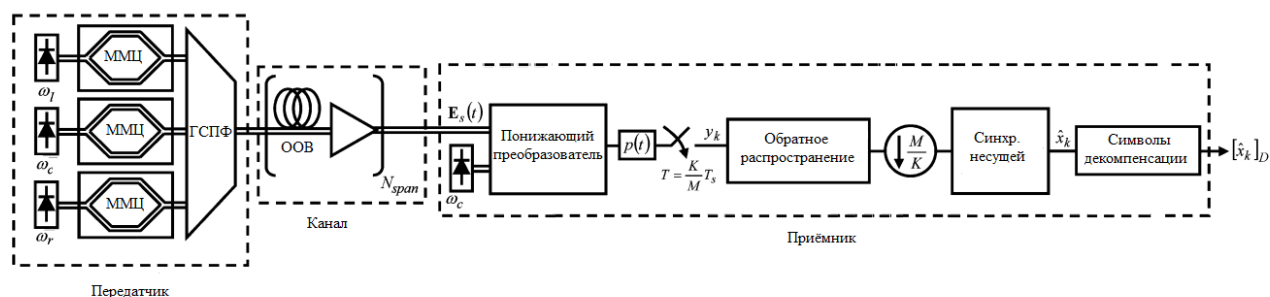 ММЦ
ω_l
ММЦ
ω_c
ММЦ
ω_r
ГСПФ
Передатчик
ООВ
N_span
Канал
E_s(t)
ω_c
Понижающий
преобразователь
p(t)
y_k
T = K/M T_s
Обратное
распространение
M/K
Синхр.
несущей
x̂_k
Символы
декомпенсации
[x̂_k]_D
Приёмник